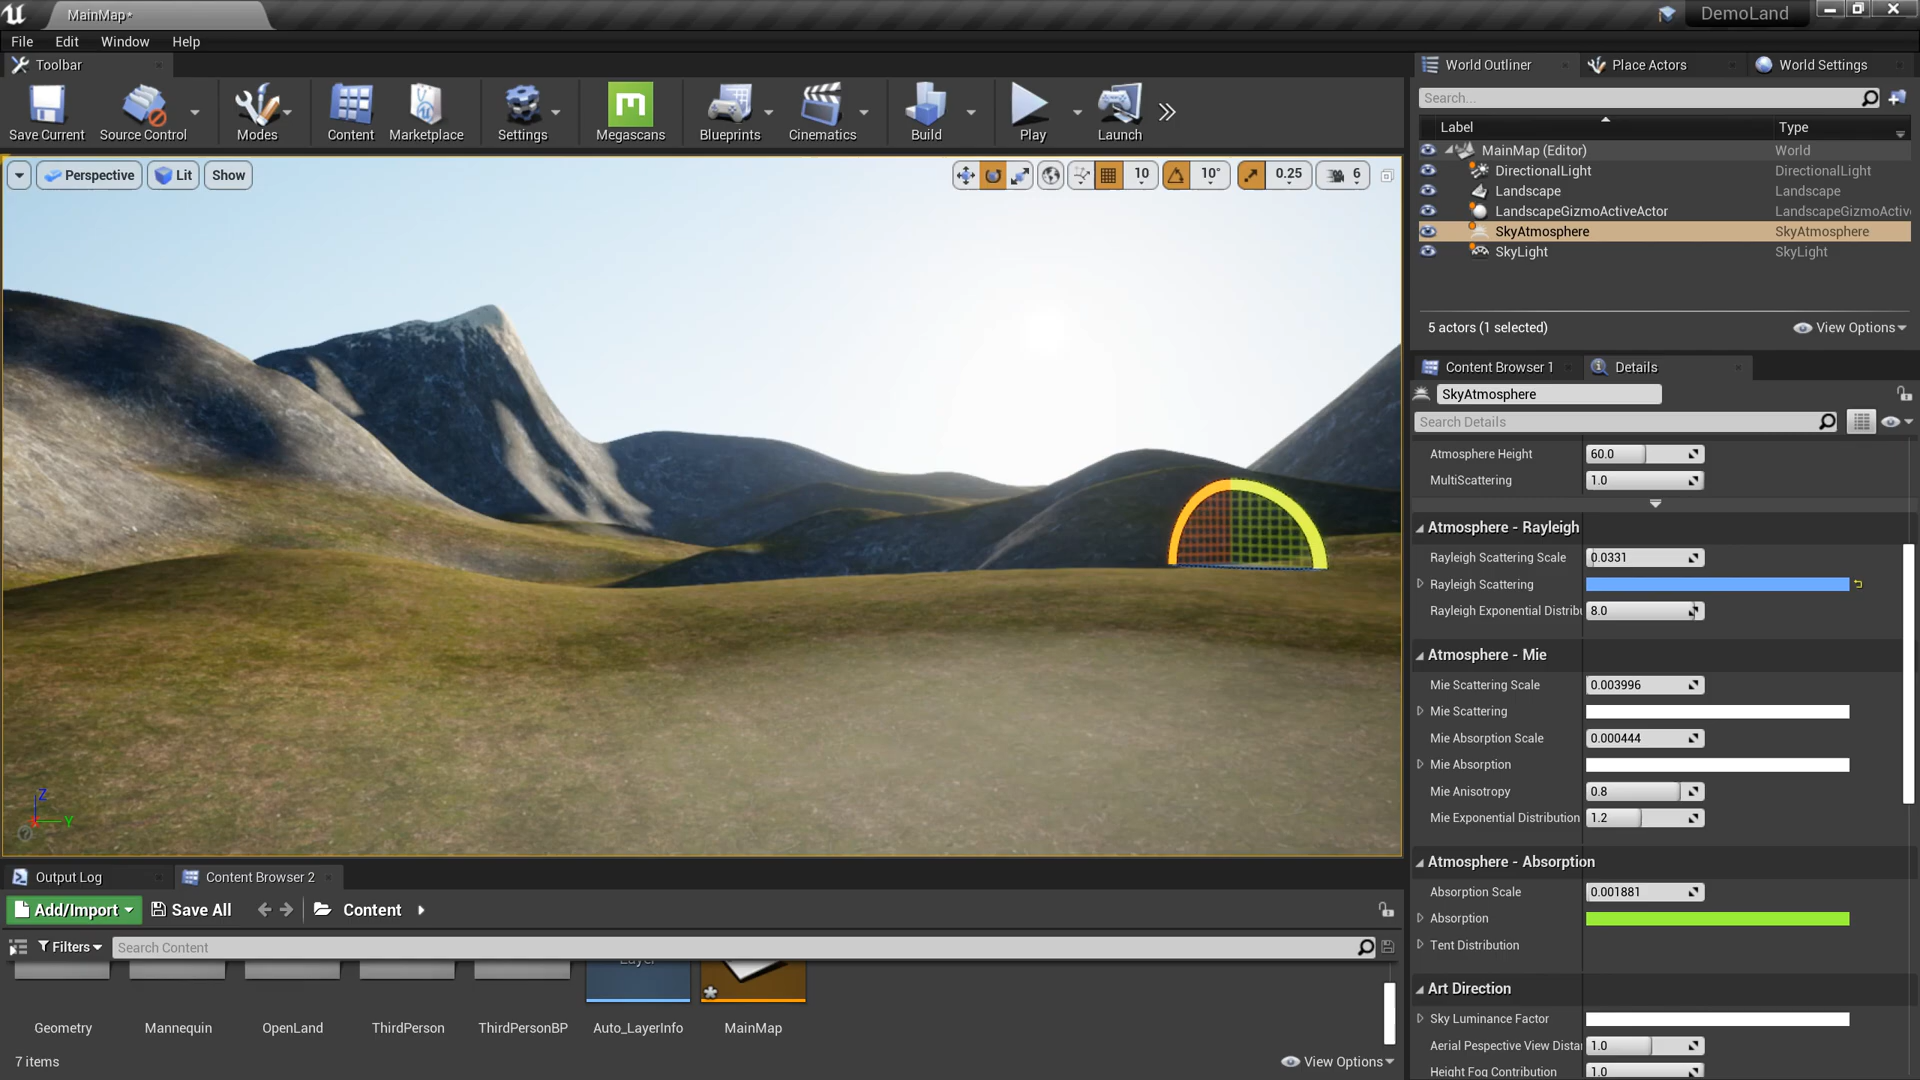 MainMap*
DemoLand
File Edit Window Help
Toolbar
World Outliner
Place Actors
World Settings
Save Current
Source Control
Modes
Content
Marketplace
Settings
Megascans
Blueprints
Cinematics
Build
Play
Launch
Search...
Label Type
MainMap (Editor) World
DirectionalLight DirectionalLight
Landscape Landscape
LandscapeGizmoActiveActor LandscapeGizmoActiv
SkyAtmosphere SkyAtmosphere
SkyLight SkyLight
5 actors (1 selected)
View Options
Perspective
Lit
Show
10
10°
0.25
6
Z
Y
Content Browser 1
Details
SkyAtmosphere
Search Details
Atmosphere Height 60.0
MultiScattering 1.0
Atmosphere - Rayleigh
Rayleigh Scattering Scale 0.0331
Rayleigh Scattering
Rayleigh Exponential Distribu 8.0
Atmosphere - Mie
Mie Scattering Scale 0.003996
Mie Scattering
Mie Absorption Scale 0.000444
Mie Absorption
Mie Anisotropy 0.8
Mie Exponential Distribution 1.2
Atmosphere - Absorption
Absorption Scale 0.001881
Absorption
Tent Distribution
Art Direction
Sky Luminance Factor
Aerial Pespective View Distar 1.0
Height Fog Contribution 1.0
Output Log
Content Browser 2
Add/Import
Save All
Content
Filters
Search Content
Layer
Geometry
Mannequin
OpenLand
ThirdPerson
ThirdPersonBP
Auto_LayerInfo
MainMap
7 items
View Options